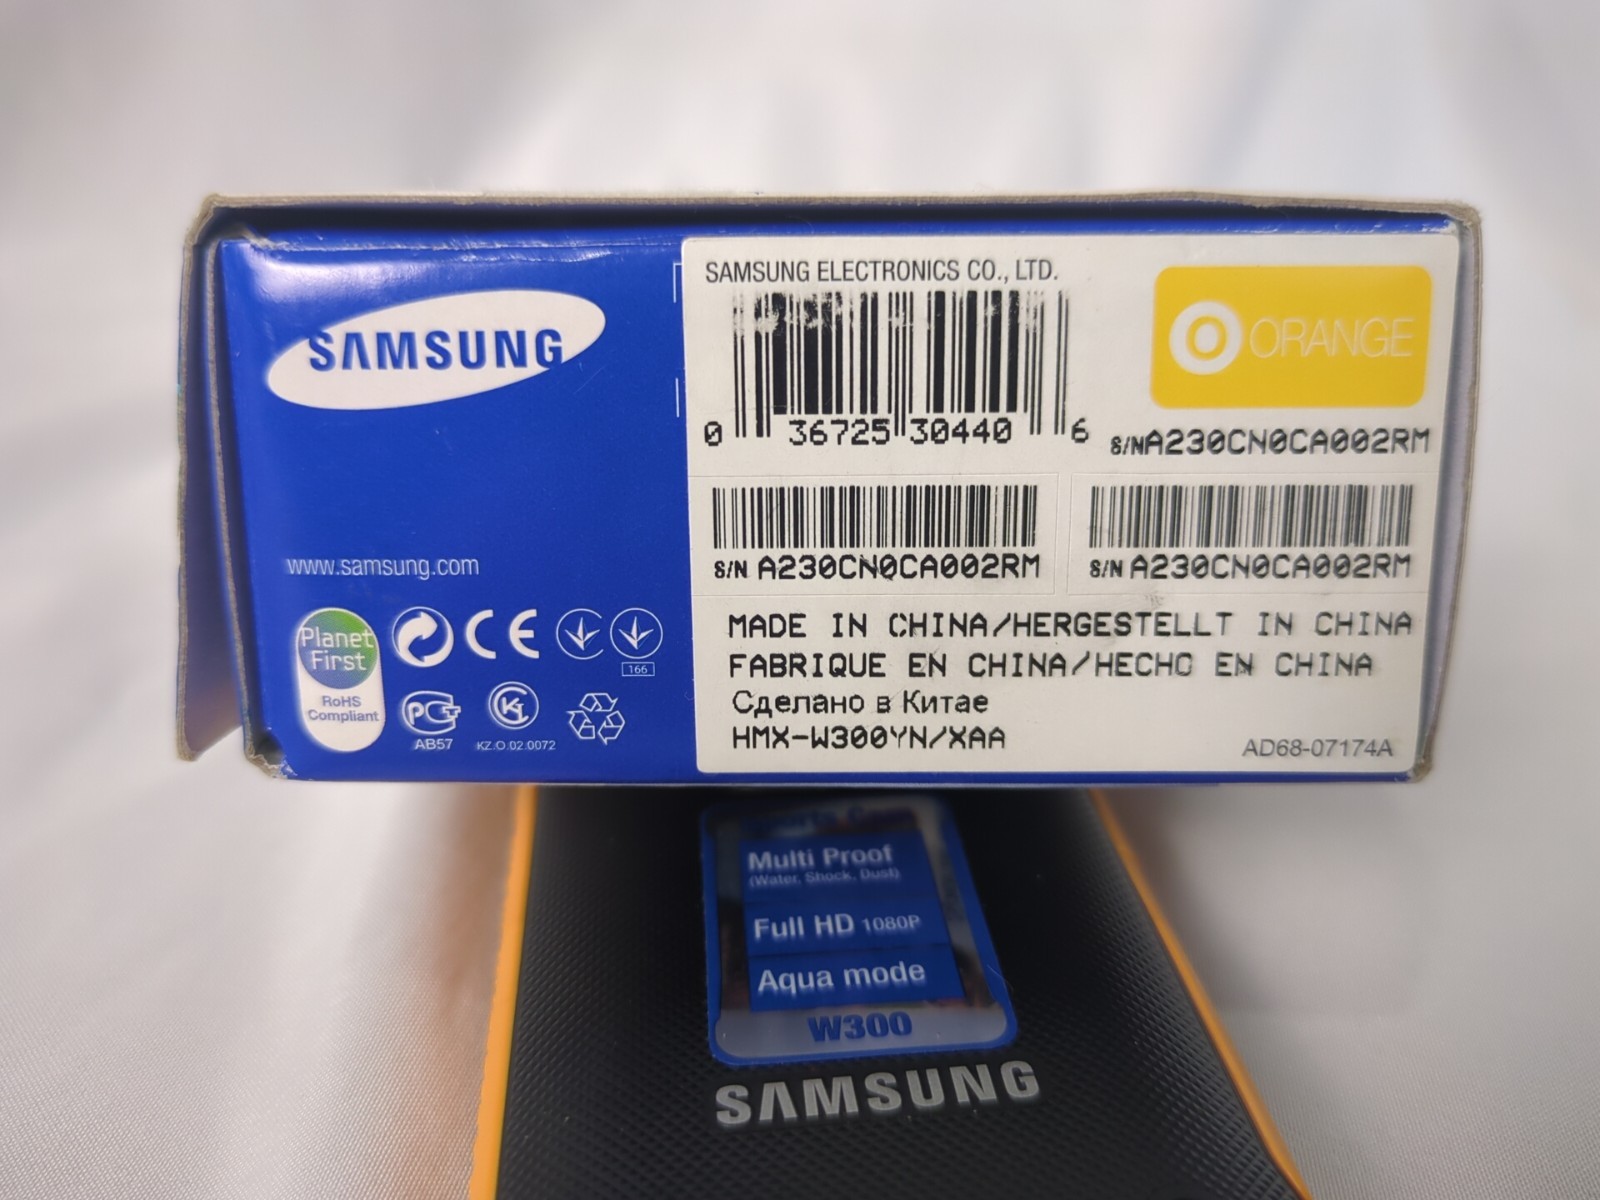 SAMSUNG
www.samsung.com
Planet
First
RoHS
Compliant
CE
166
AB57
KZ.O.02.0072
SAMSUNG ELECTRONICS CO., LTD.
0 36725 30440 6
ORANGE
S/NA230CN0CA002RM
S/N A230CN0CA002RM
S/N A230CN0CA002RM
MADE IN CHINA/HERGESTELLT IN CHINA
FABRIQUE EN CHINA/HECHO EN CHINA
Сделано в Китае
HMX-W300YN/XAA
AD68-07174A
Multi Proof
(Water, Shock, Dust)
Full HD 1080P
Aqua mode
W300
SAMSUNG